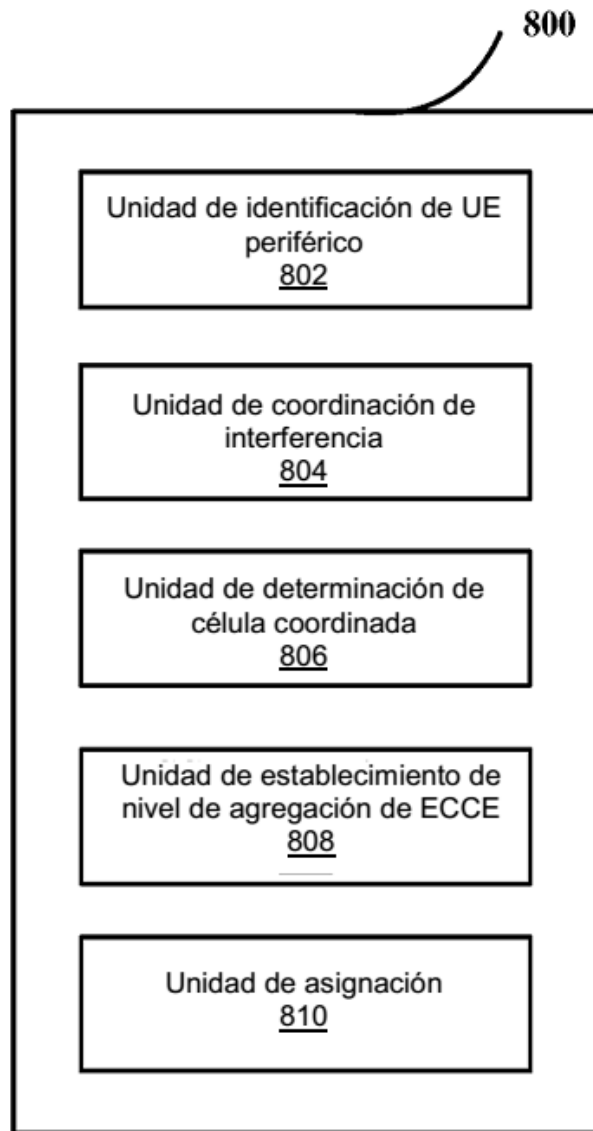 800
Unidad de identificación de UE
periférico
802
Unidad de coordinación de
interferencia
804
Unidad de determinación de
célula coordinada
806
Unidad de establecimiento de
nivel de agregación de ECCE
808
Unidad de asignación
810